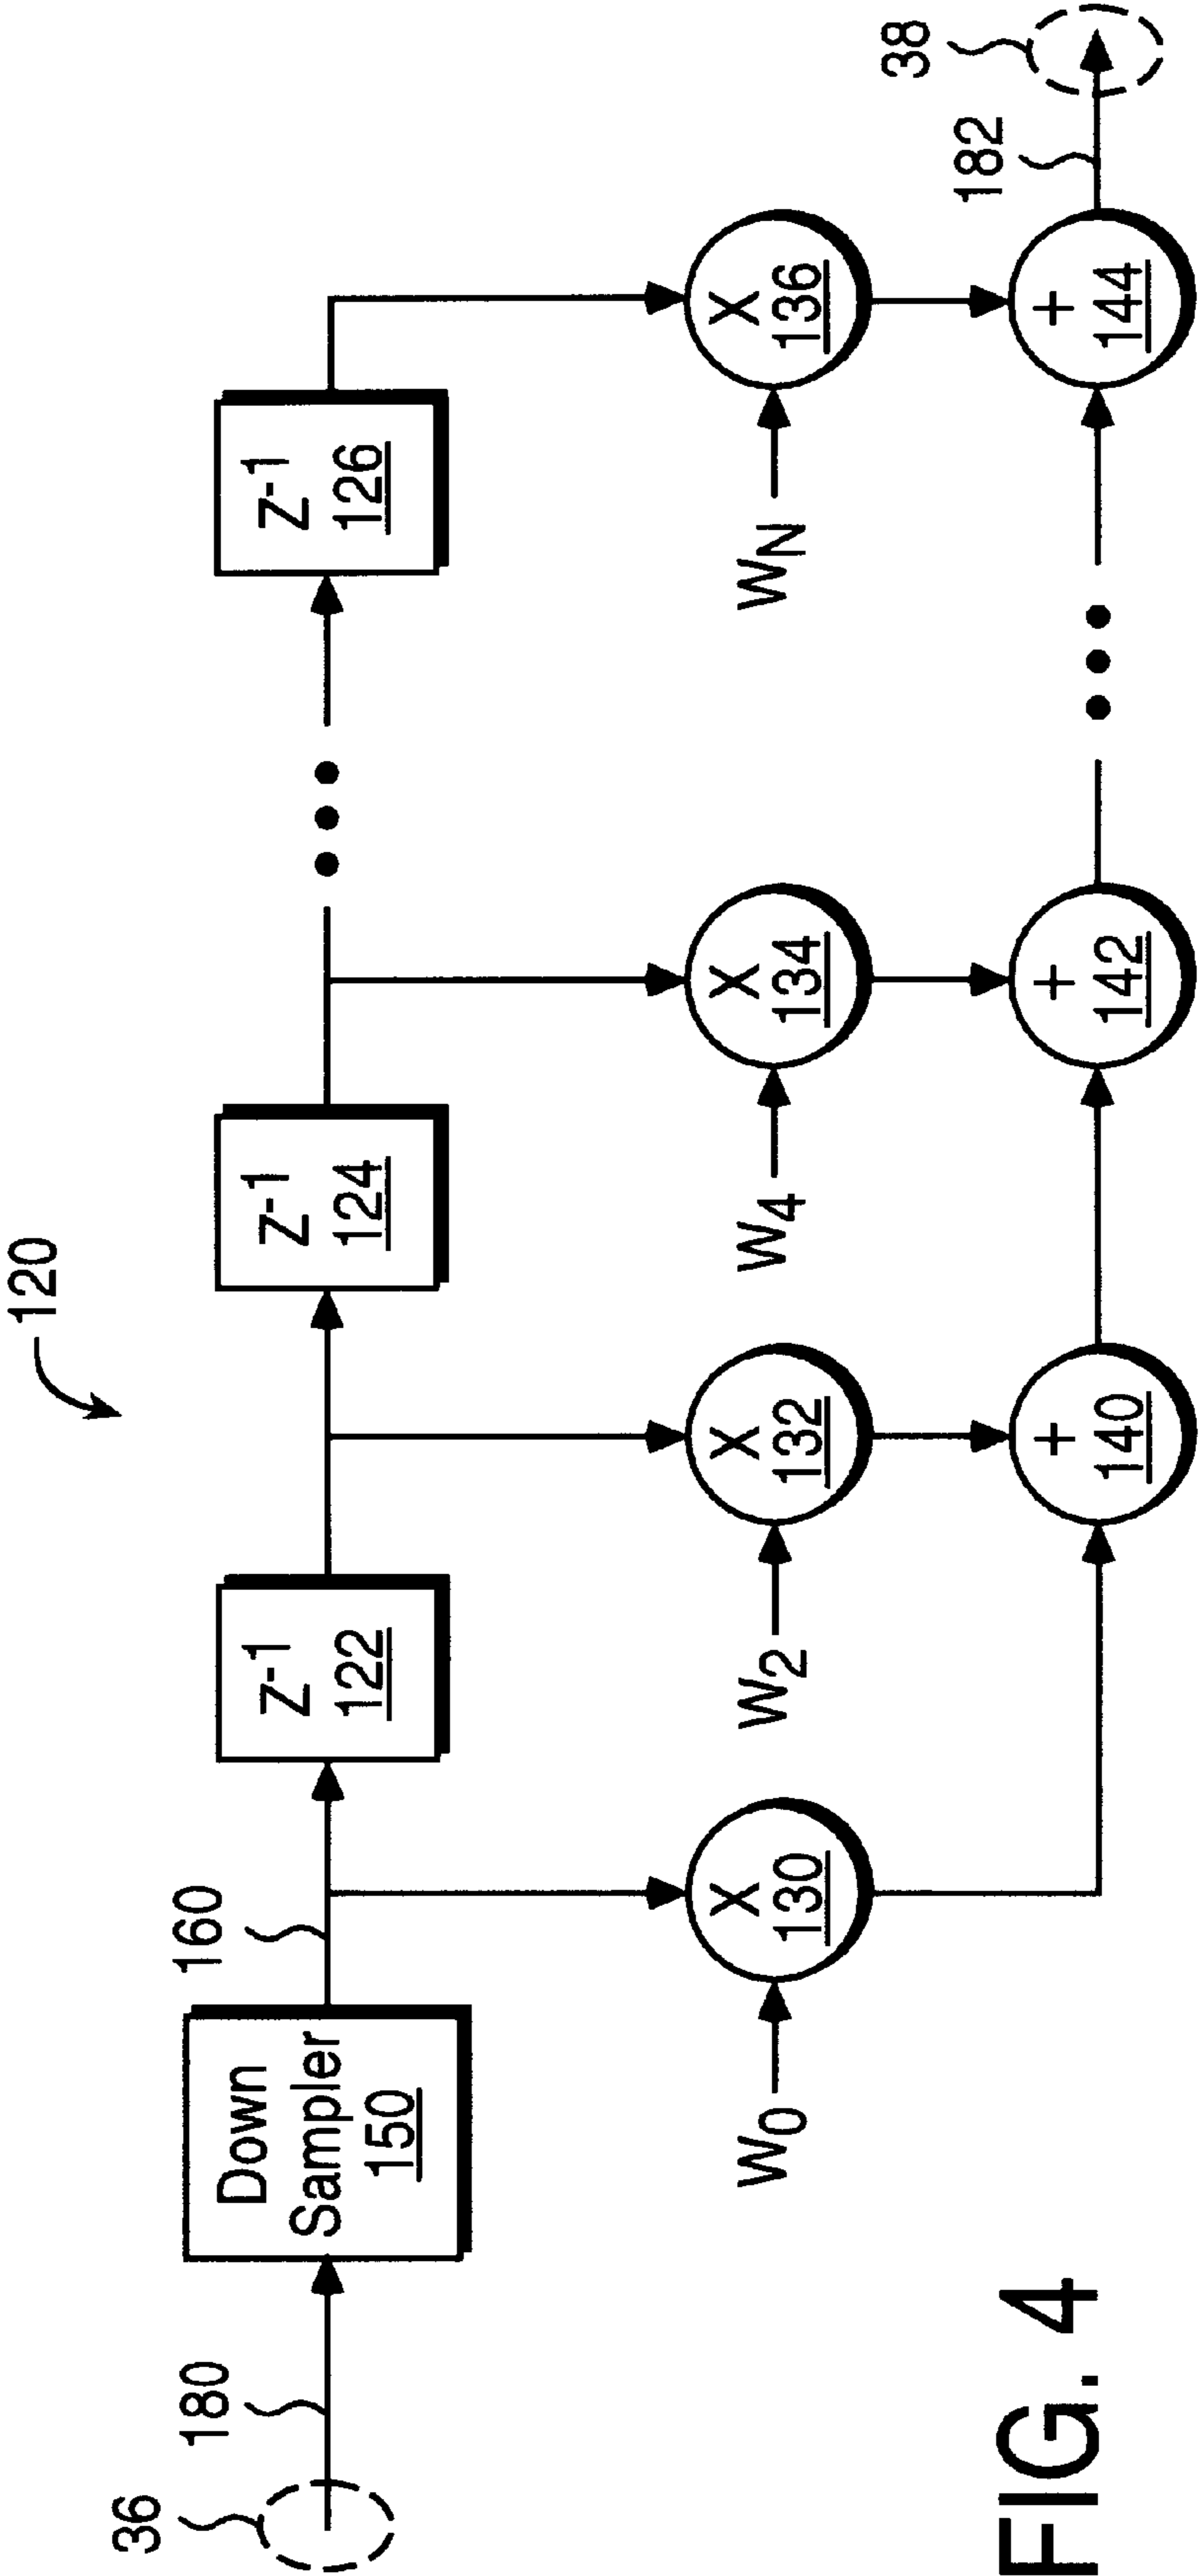 120
36
180
Down
Sampler
150
160
Z-1
122
Z-1
124
Z-1
126
W0
X
130
W2
X
132
W4
X
134
WN
X
136
+
140
+
142
+
144
182
38
FIG. 4